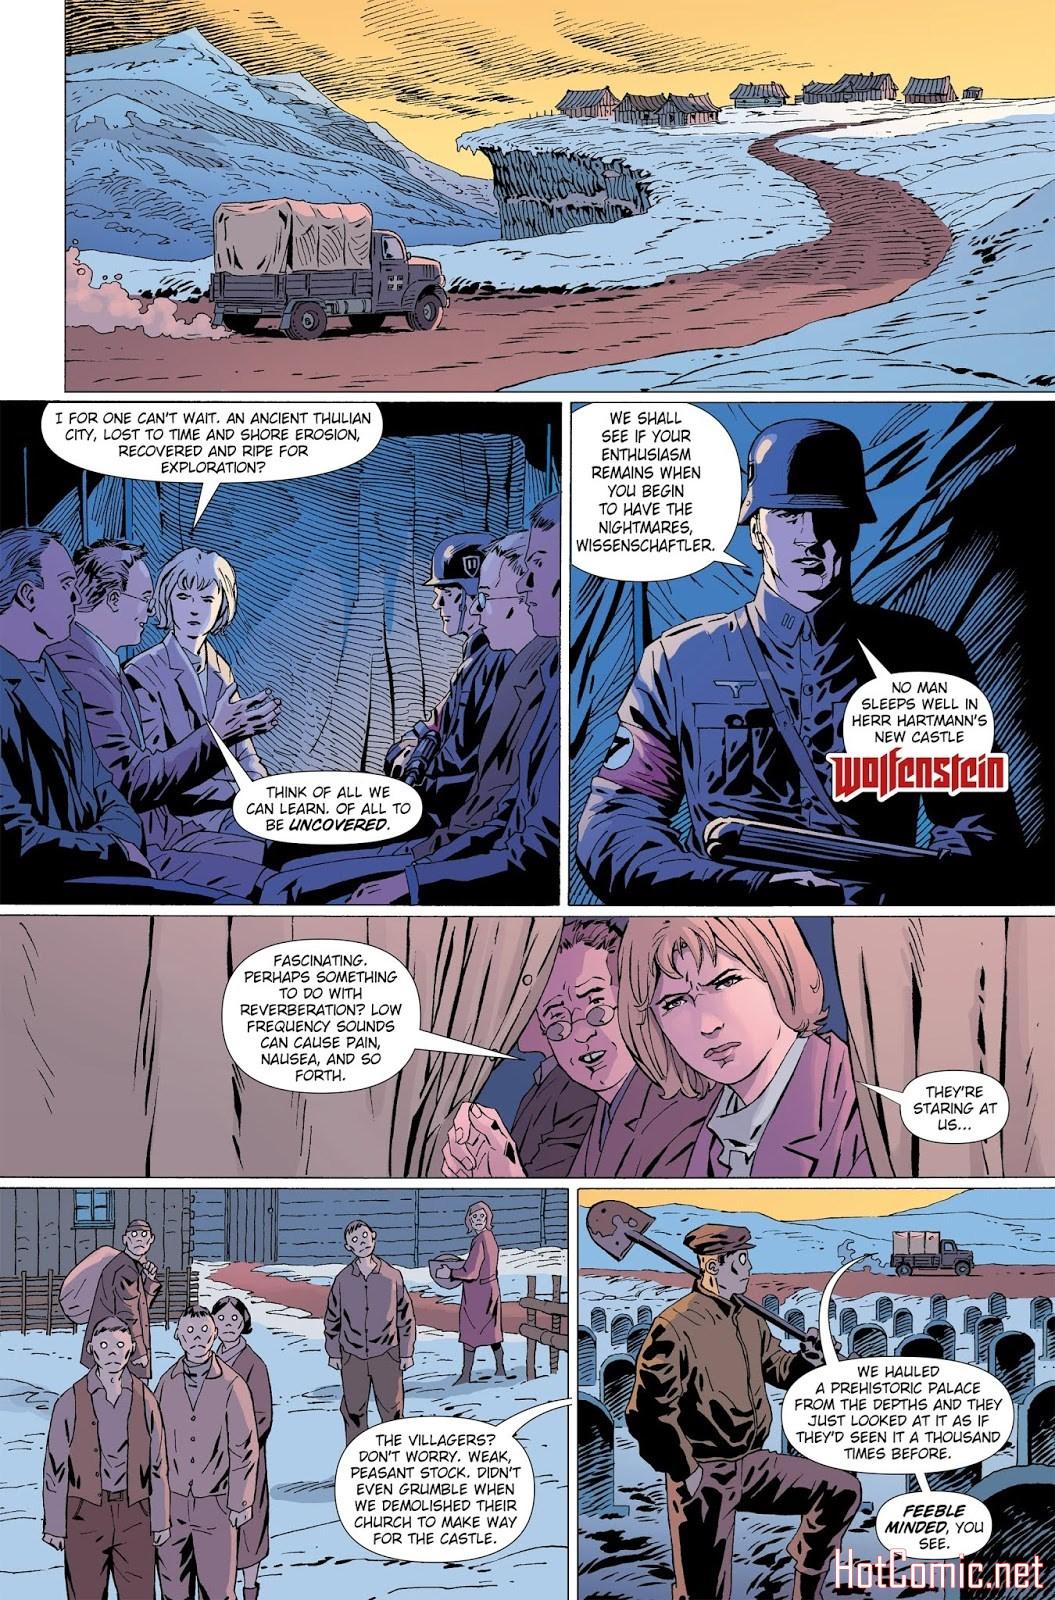 I FOR ONE CAN'T WAIT. AN ANCIENT THULIAN
CITY, LOST TO TIME AND SHORE EROSION,
RECOVERED AND RIPE FOR
EXPLORATION?
THINK OF ALL WE
CAN LEARN. OF ALL TO
BE UNCOVERED.
WE SHALL
SEE IF YOUR
ENTHUSIASM
REMAINS WHEN
YOU BEGIN
TO HAVE THE
NIGHTMARES,
WISSENSCHAFTLER.
NO MAN
SLEEPS WELL IN
HERR HARTMANN'S
NEW CASTLE
Wolfenstein
FASCINATING.
PERHAPS SOMETHING
TO DO WITH
REVERBERATION? LOW
FREQUENCY SOUNDS
CAN CAUSE PAIN,
NAUSEA, AND SO
FORTH.
THEY'RE
STARING AT
US...
THE VILLAGERS?
DON'T WORRY. WEAK,
PEASANT STOCK. DIDN'T
EVEN GRUMBLE WHEN
WE DEMOLISHED THEIR
CHURCH TO MAKE WAY
FOR THE CASTLE.
WE HAULED
A PREHISTORIC PALACE
FROM THE DEPTHS AND THEY
JUST LOOKED AT IT AS IF
THEY'D SEEN IT A THOUSAND
TIMES BEFORE.
FEEBLE
MINDED, YOU
SEE.
HotComic.net